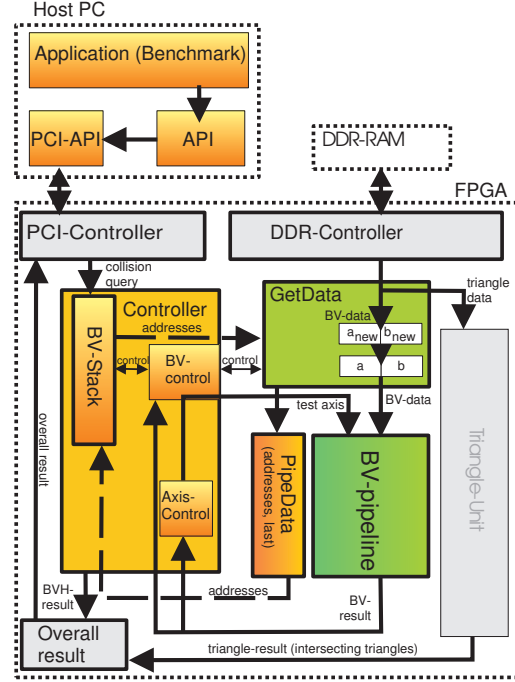 Host PC
Application (Benchmark)
PCI-API
API
DDR-RAM
FPGA
PCI-Controller
DDR-Controller
collision
query
triangle
data
Controller
addresses
GetData
BV-data
a new
b new
a
b
BV-Stack
control
BV-
control
control
test axis
BV-data
overall result
Axis-
Control
PipeData
(addresses, last)
BV-pipeline
Triangle-Unit
BVH-
result
addresses
BV-
result
Overall
result
triangle-result (intersecting triangles)